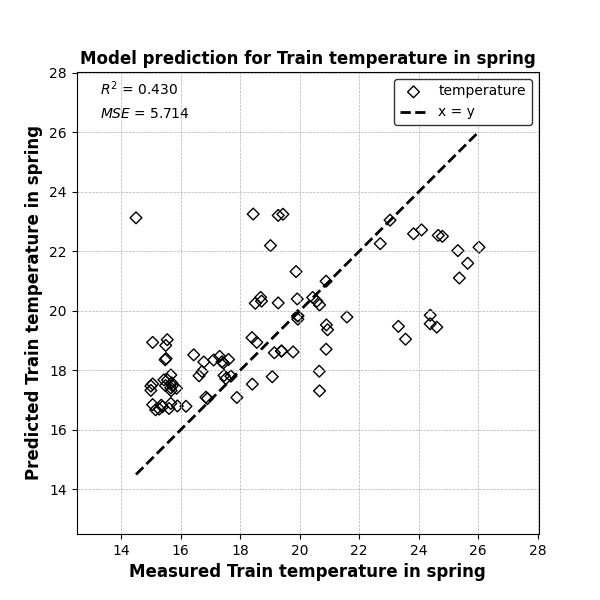 Model prediction for Train temperature in spring
R² = 0.430
MSE = 5.714
temperature
x = y
28
26
24
22
20
18
16
14
Predicted Train temperature in spring
14 16 18 20 22 24 26 28
Measured Train temperature in spring